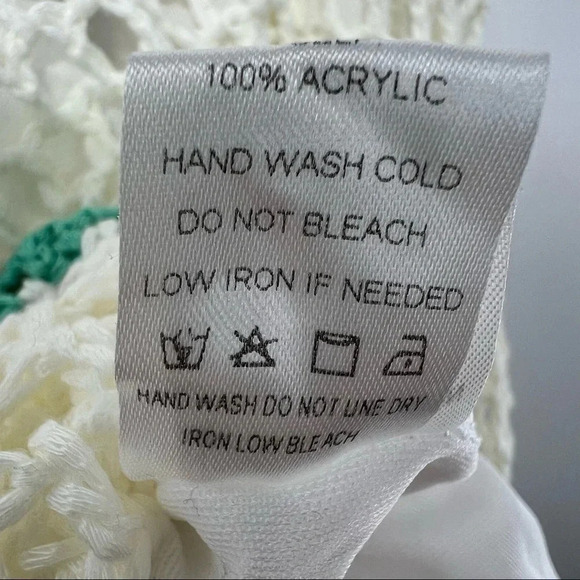 100% ACRYLIC
HAND WASH COLD
DO NOT BLEACH
LOW IRON IF NEEDED
HAND WASH DO NOT LINE DRY
IRON LOW BLEACH